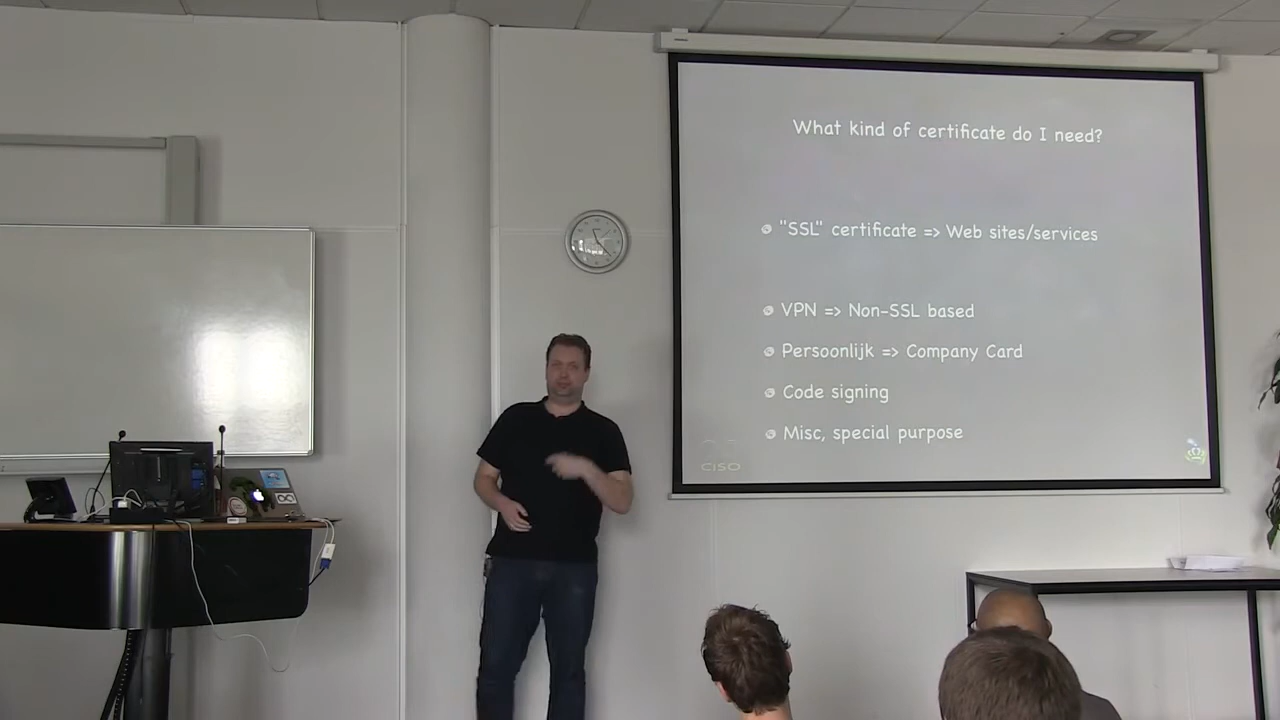 What kind of certificate do I need?
"SSL" certificate => Web sites/services
VPN => Non-SSL based
Persoonlijk => Company Card
Code signing
Misc, special purpose
CISO